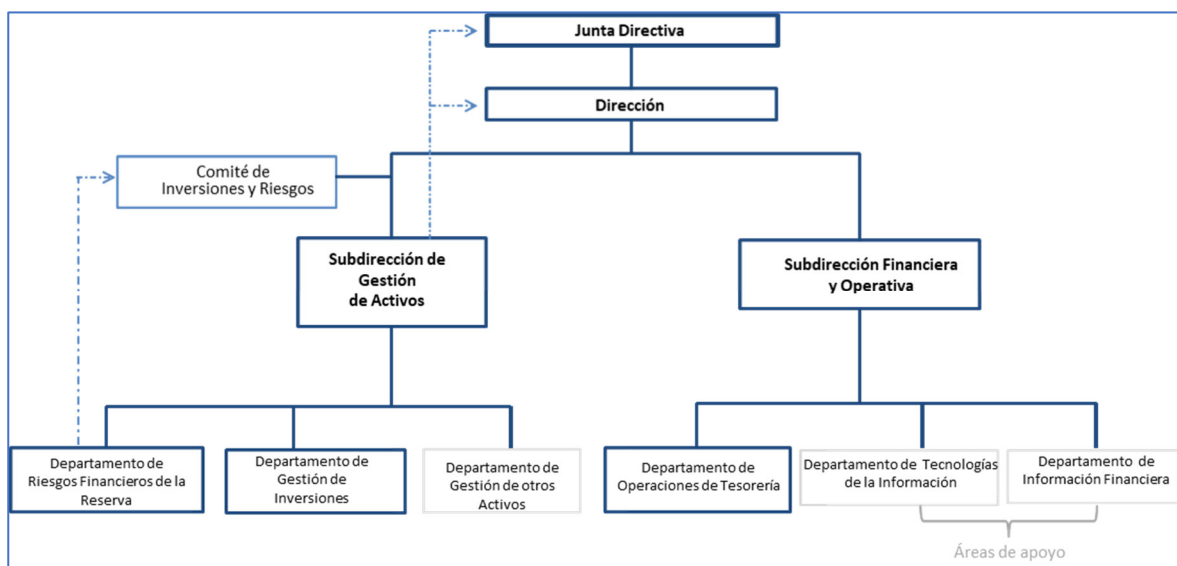 Junta Directiva
Dirección
Comité de
Inversiones y Riesgos
Subdirección de
Gestión
de Activos
Subdirección Financiera
y Operativa
Departamento de
Riesgos Financieros de la
Reserva
Departamento de
Gestión de
Inversiones
Departamento de
Gestión de otros
Activos
Departamento de
Operaciones de Tesorería
Departamento de Tecnologías
de la Información
Departamento de
Información Financiera
Áreas de apoyo